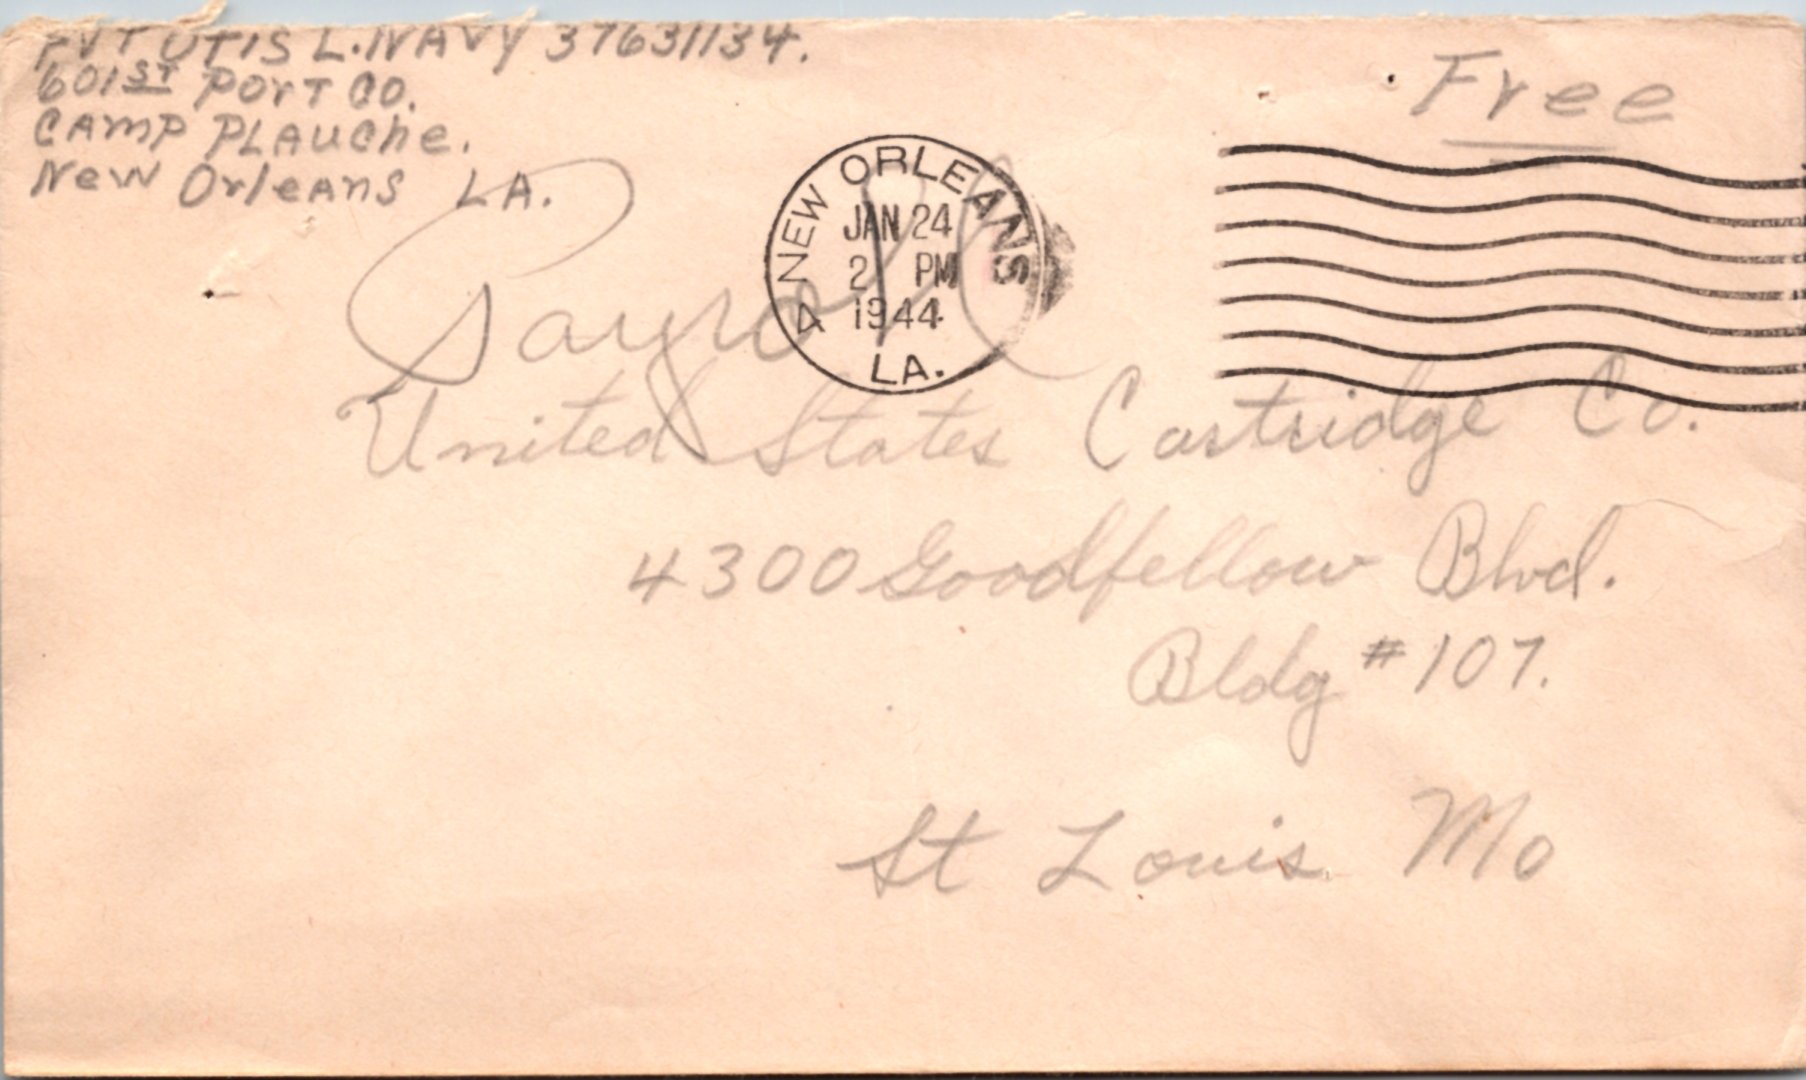 PVT OTIS L. NAVY 37631134.
601ST PORT CO.
CAMP PLAUChe.
New OrleAns LA.
Free
NEW ORLEANS
JAN 24
2 PM
1944
LA.
Payroll
United States Cartridge Co.
4300 Goodfellow Blvd.
Bldg #107.
St Louis Mo